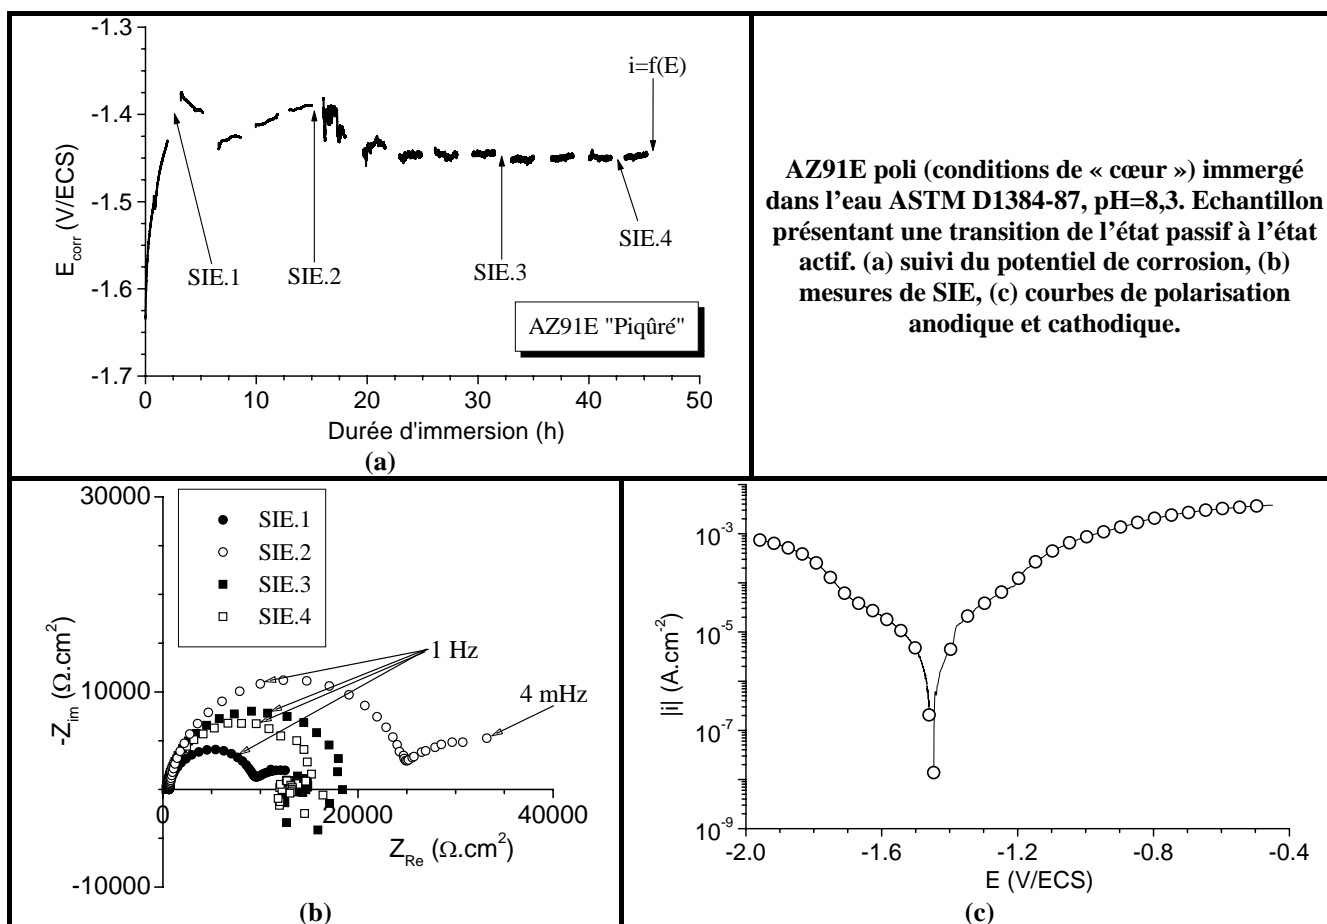 -1.3
-1.4
-1.5
-1.6
-1.7
E_corr (V/ECS)
i=f(E)
SIE.1
SIE.2
SIE.3
SIE.4
AZ91E "Piqûré"
0
10
20
30
40
50
Durée d'immersion (h)
(a)
AZ91E poli (conditions de « cœur ») immergé
dans l'eau ASTM D1384-87, pH=8,3. Echantillon
présentant une transition de l'état passif à l'état
actif. (a) suivi du potentiel de corrosion, (b)
mesures de SIE, (c) courbes de polarisation
anodique et cathodique.
30000
10000
-10000
-Z_im (Ω.cm²)
SIE.1
SIE.2
SIE.3
SIE.4
1 Hz
4 mHz
0
20000
40000
Z_Re (Ω.cm²)
(b)
10⁻³
10⁻⁵
10⁻⁷
10⁻⁹
|i| (A.cm⁻²)
-2.0
-1.6
-1.2
-0.8
-0.4
E (V/ECS)
(c)